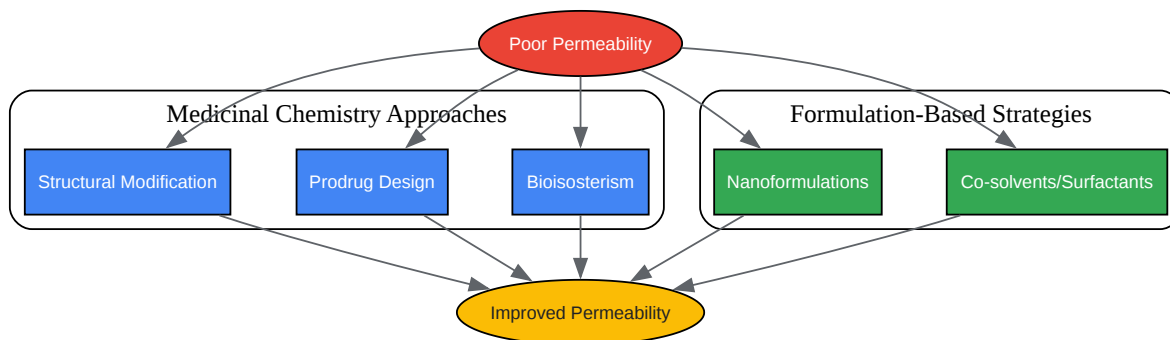 Poor Permeability
Medicinal Chemistry Approaches
Formulation-Based Strategies
Structural Modification
Prodrug Design
Bioisosterism
Nanoformulations
Co-solvents/Surfactants
Improved Permeability